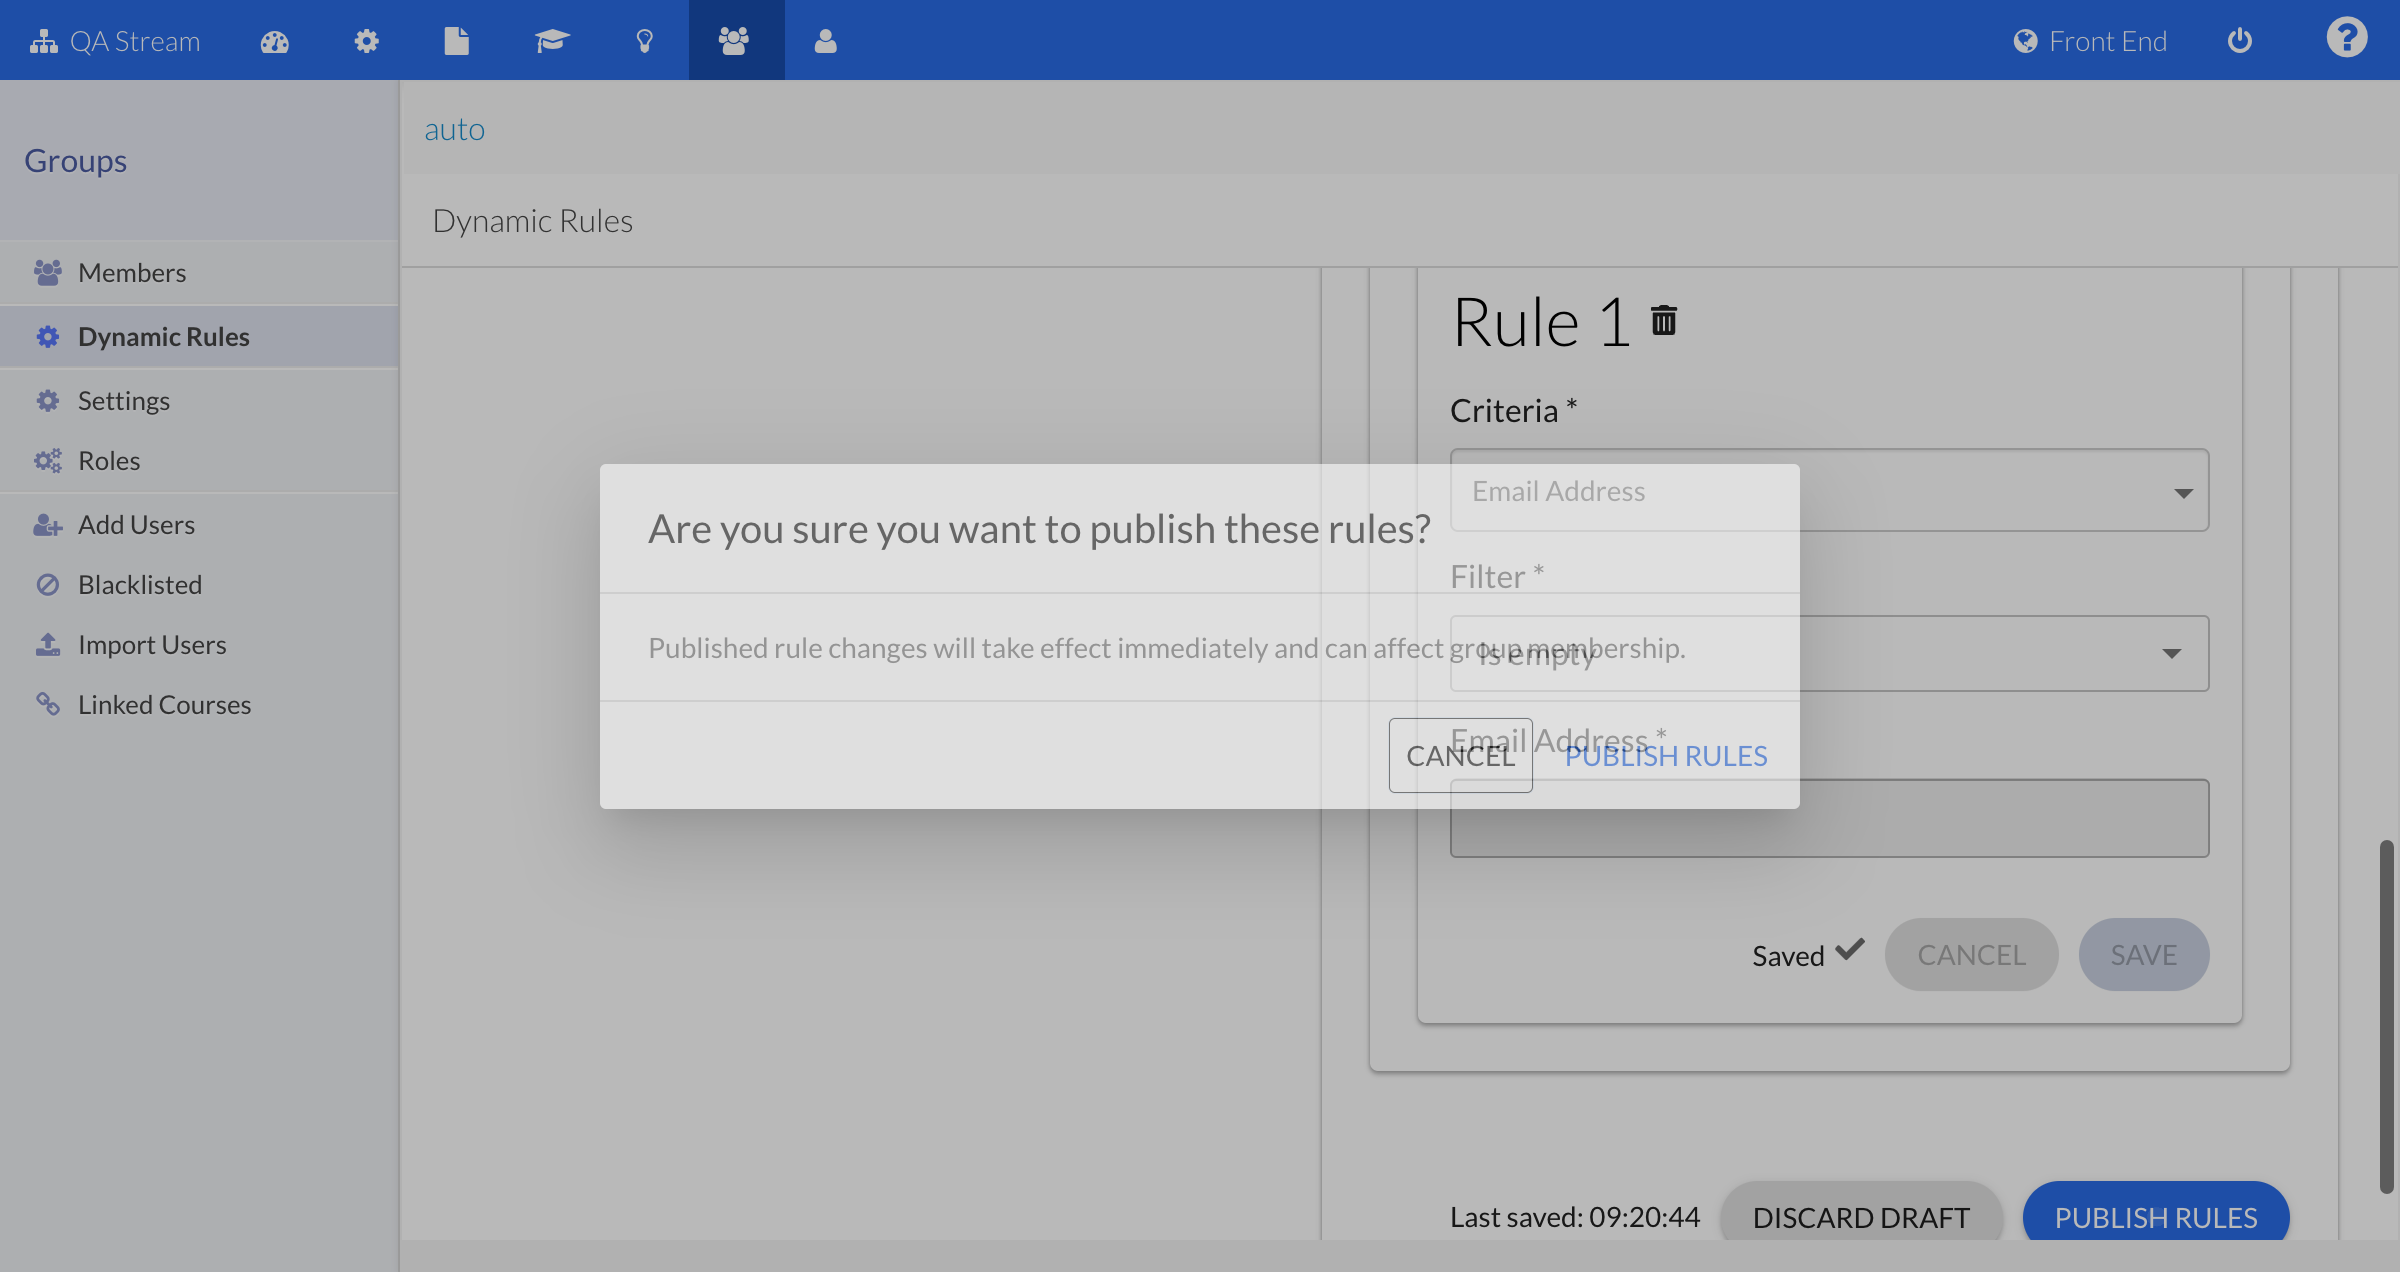 QA Stream
Front End
Groups
auto
Dynamic Rules
Members
Dynamic Rules
Settings
Roles
Add Users
Blacklisted
Import Users
Linked Courses
Rule 1
Criteria *
Email Address
Are you sure you want to publish these rules?
Filter *
Published rule changes will take effect immediately and can affect group membership.
Is empty
Email Address *
CANCEL
PUBLISH RULES
Saved
CANCEL
SAVE
Last saved: 09:20:44
DISCARD DRAFT
PUBLISH RULES